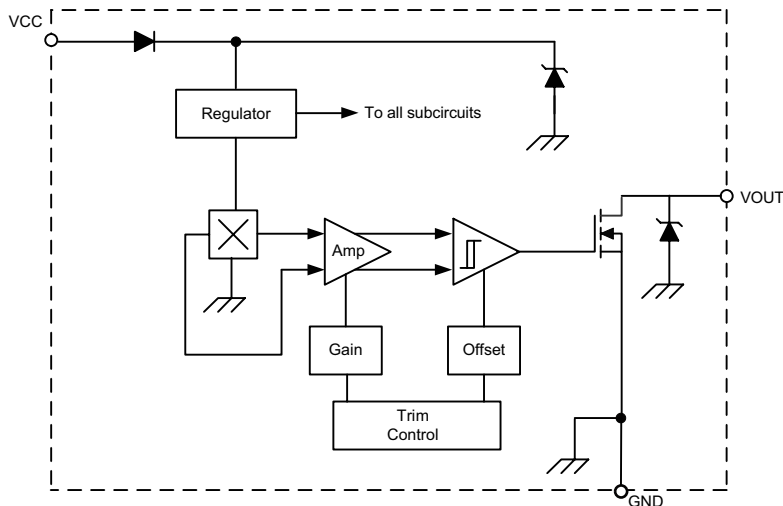 VCC
Regulator
To all subcircuits
VOUT
Amp
Gain
Offset
Trim
Control
GND